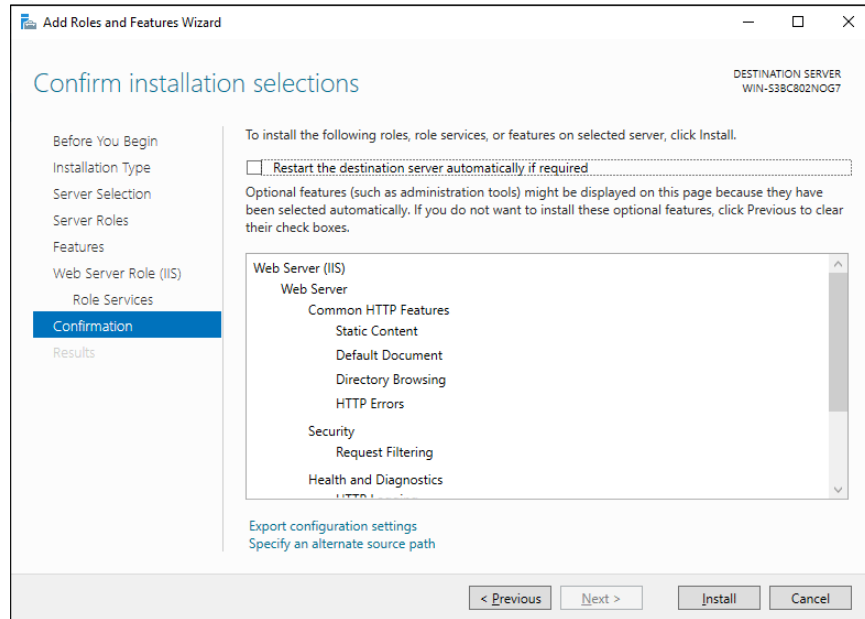 Add Roles and Features Wizard
Confirm installation selections
DESTINATION SERVER
WIN-S3BC802NOG7
Before You Begin
Installation Type
Server Selection
Server Roles
Features
Web Server Role (IIS)
Role Services
Confirmation
Results
To install the following roles, role services, or features on selected server, click Install.
Restart the destination server automatically if required
Optional features (such as administration tools) might be displayed on this page because they have
been selected automatically. If you do not want to install these optional features, click Previous to clear
their check boxes.
Web Server (IIS)
Web Server
Common HTTP Features
Static Content
Default Document
Directory Browsing
HTTP Errors
Security
Request Filtering
Health and Diagnostics
Export configuration settings
Specify an alternate source path
< Previous
Next >
Install
Cancel